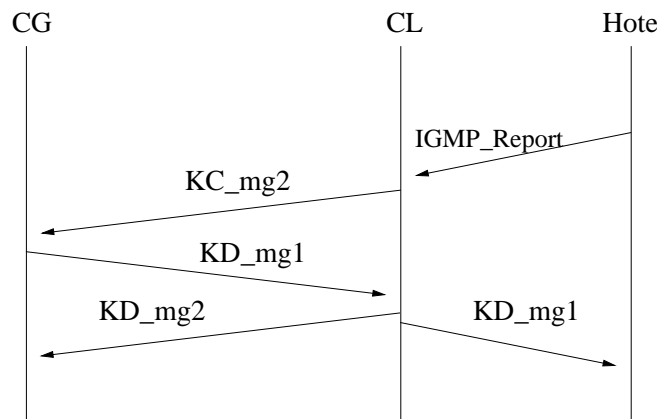 CG CL Hote
IGMP_Report
KC_mg2
KD_mg1
KD_mg2 KD_mg1